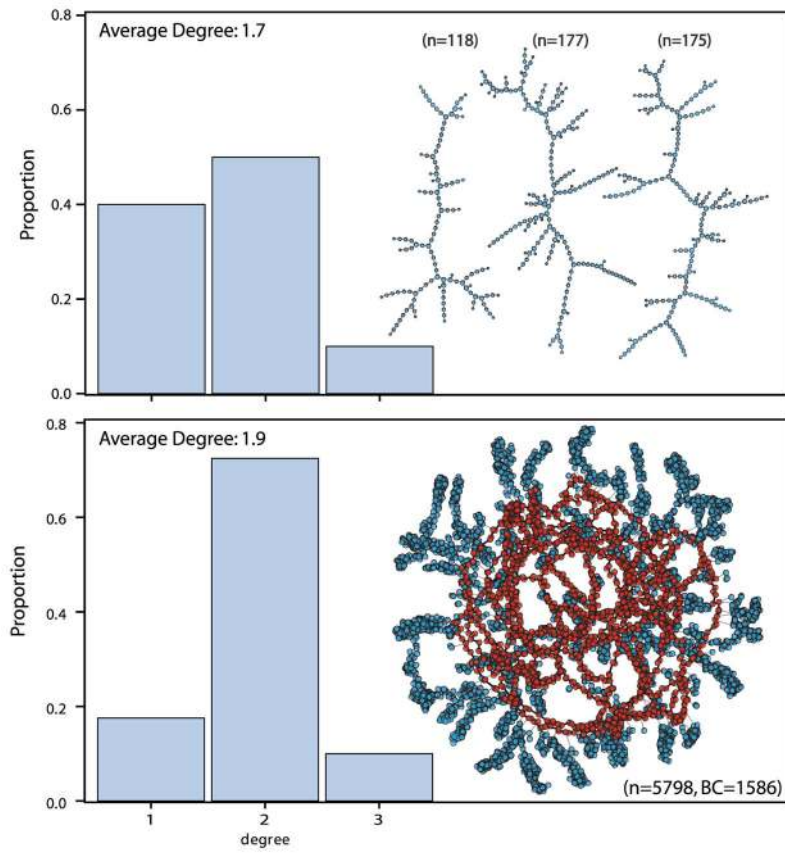 Average Degree: 1.7
(n=118) (n=177) (n=175)
0.8
0.6
0.4
0.2
0.0
Proportion
Average Degree: 1.9
0.8
0.6
0.4
0.2
0.0
Proportion
(n=5798, BC=1586)
1 2 3
degree